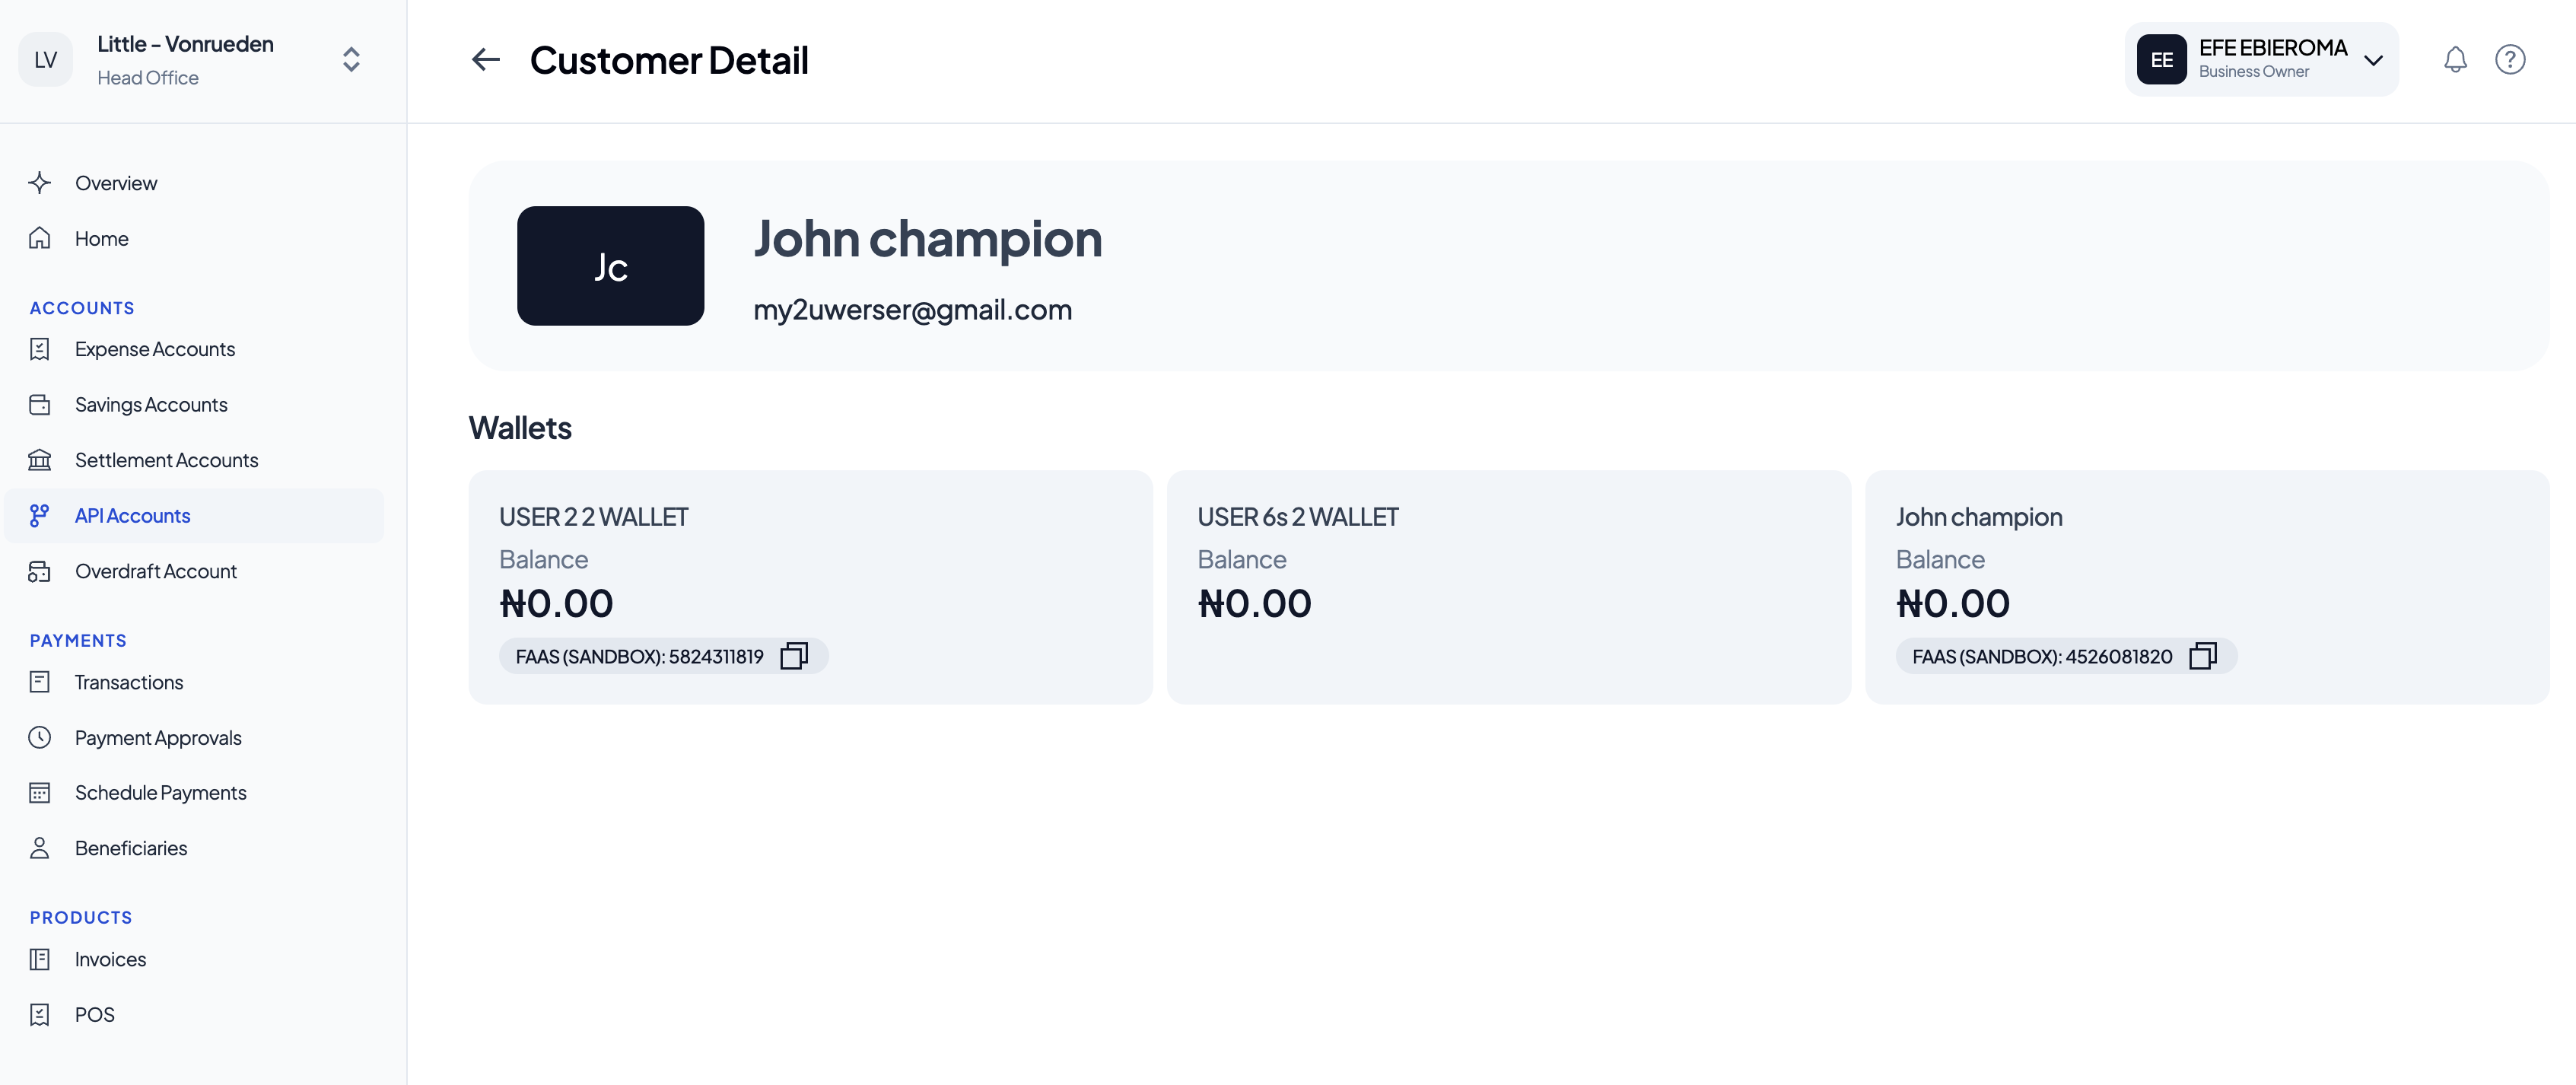 LV
Little - Vonrueden
Head Office
Overview
Home
ACCOUNTS
Expense Accounts
Savings Accounts
Settlement Accounts
API Accounts
Overdraft Account
PAYMENTS
Transactions
Payment Approvals
Schedule Payments
Beneficiaries
PRODUCTS
Invoices
POS
Customer Detail
EE
EFE EBIEROMA
Business Owner
Jc
John champion
my2uwerser@gmail.com
Wallets
USER 2 2 WALLET
Balance
₦0.00
FAAS (SANDBOX): 5824311819
USER 6s 2 WALLET
Balance
₦0.00
John champion
Balance
₦0.00
FAAS (SANDBOX): 4526081820